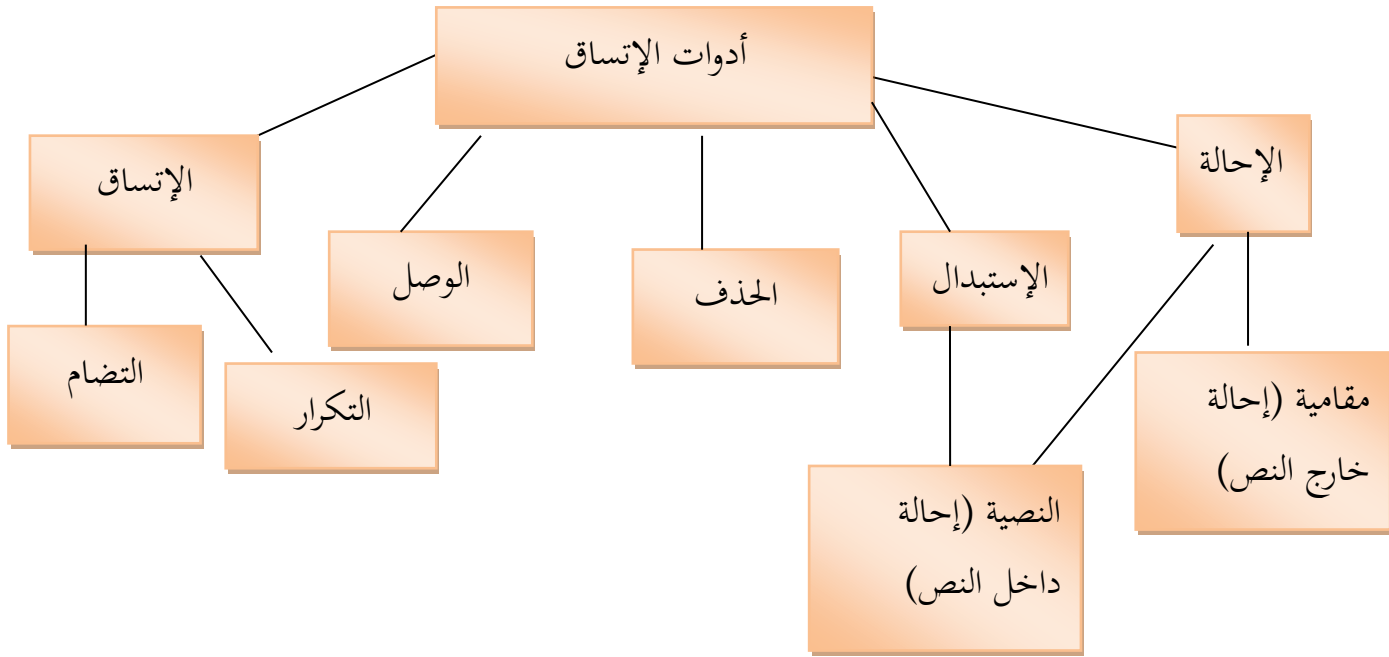 أدوات الإتساق
الإحالة
الإستبدال
الحذف
الوصل
الإتساق
مقامية (إحالة
خارج النص)
النصية (إحالة
داخل النص)
التكرار
التضام